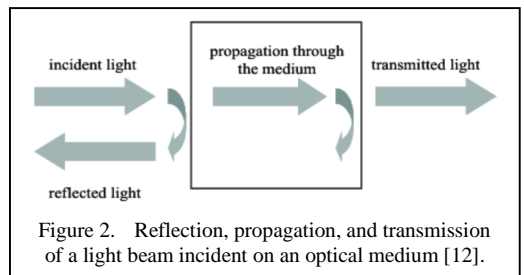 incident light
propagation through
the medium
transmitted light
reflected light
Figure 2. Reflection, propagation, and transmission
of a light beam incident on an optical medium [12].